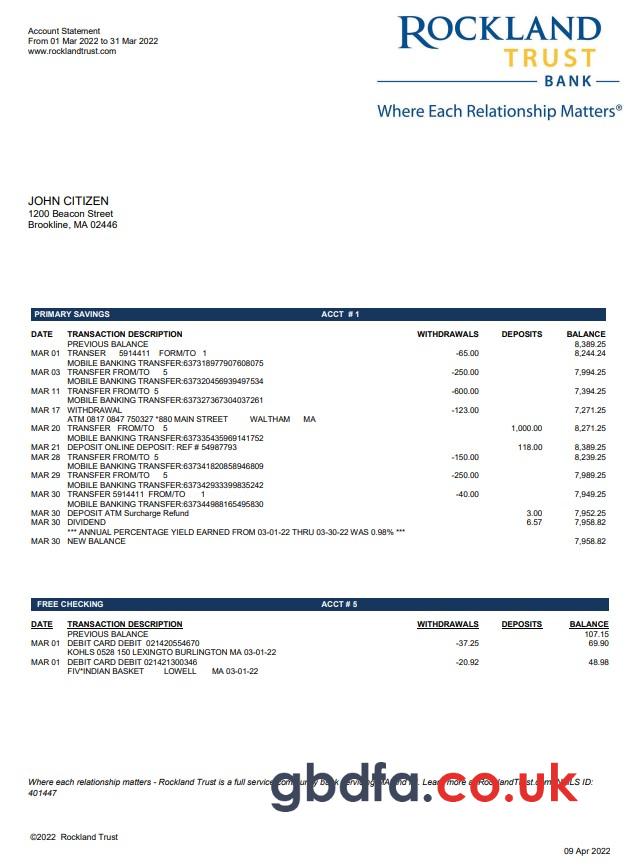 Account Statement
From 01 Mar 2022 to 31 Mar 2022
www.rocklandtrust.com
ROCKLAND
TRUST
BANK
Where Each Relationship Matters®
JOHN CITIZEN
1200 Beacon Street
Brookline, MA 02446
PRIMARY SAVINGS ACCT # 1
DATE TRANSACTION DESCRIPTION WITHDRAWALS DEPOSITS BALANCE
PREVIOUS BALANCE 8,389.25
MAR 01 TRANSER 5914411 FORM/TO 1 -65.00 8,244.24
MOBILE BANKING TRANSFER:637318977907608075
MAR 03 TRANSFER FROM/TO 5 -250.00 7,994.25
MOBILE BANKING TRANSFER:637320456939497534
MAR 11 TRANSFER FROM/TO 5 -600.00 7,394.25
MOBILE BANKING TRANSFER:637327367304037261
MAR 17 WITHDRAWAL -123.00 7,271.25
ATM 0817 0847 750327 *880 MAIN STREET WALTHAM MA
MAR 20 TRANSFER FROM/TO 5 1,000.00 8,271.25
MOBILE BANKING TRANSFER:637335435969141752
MAR 21 DEPOSIT ONLINE DEPOSIT: REF # 54987793 118.00 8,389.25
MAR 28 TRANSFER FROM/TO 5 -150.00 8,239.25
MOBILE BANKING TRANSFER:637341820858946809
MAR 29 TRANSFER FROM/TO 5 -250.00 7,989.25
MOBILE BANKING TRANSFER:637342933399835242
MAR 30 TRANSFER 5914411 FROM/TO 1 -40.00 7,949.25
MOBILE BANKING TRANSFER:637344988165495830
MAR 30 DEPOSIT ATM Surcharge Refund 3.00 7,952.25
MAR 30 DIVIDEND 6.57 7,958.82
*** ANNUAL PERCENTAGE YIELD EARNED FROM 03-01-22 THRU 03-30-22 WAS 0.98% ***
MAR 30 NEW BALANCE 7,958.82
FREE CHECKING ACCT # 5
DATE TRANSACTION DESCRIPTION WITHDRAWALS DEPOSITS BALANCE
PREVIOUS BALANCE 107.15
MAR 01 DEBIT CARD DEBIT 021420554670 -37.25 69.90
KOHLS 0528 150 LEXINGTO BURLINGTON MA 03-01-22
MAR 01 DEBIT CARD DEBIT 021421300346 -20.92 48.98
FIV*INDIAN BASKET LOWELL MA 03-01-22
Where each relationship matters - Rockland Trust is a full service ID:
401447
gbdfa.co.uk
©2022 Rockland Trust
09 Apr 2022